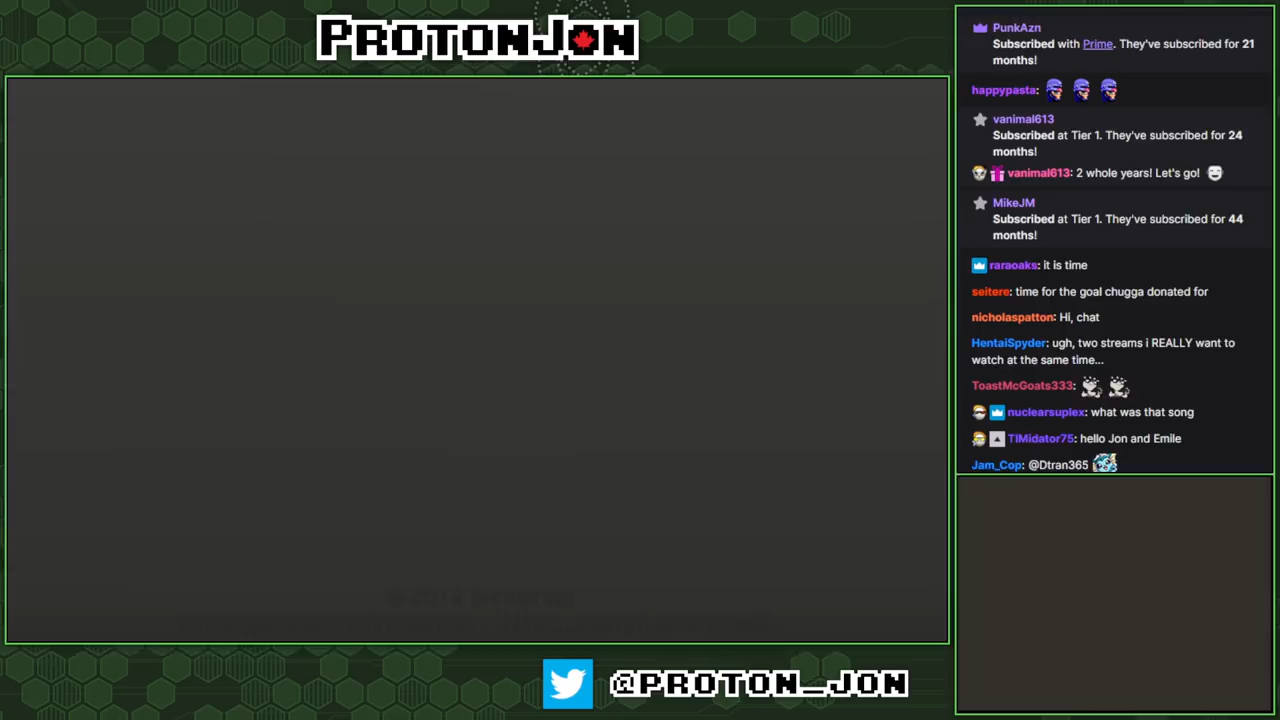 PROTONJON
PunkAzn
Subscribed with Prime. They've subscribed for 21
months!
happypasta:
vanimal613
Subscribed at Tier 1. They've subscribed for 24
months!
vanimal613: 2 whole years! Let's go!
MikeJM
Subscribed at Tier 1. They've subscribed for 44
months!
raraoaks: it is time
seitere: time for the goal chugga donated for
nicholaspatton: Hi, chat
HentaiSpyder: ugh, two streams i REALLY want to
watch at the same time...
ToastMcGoats333:
nuclearsuplex: what was that song
TIMidator75: hello Jon and Emile
Jam_Cop: @Dtran365
@PROTON_JON